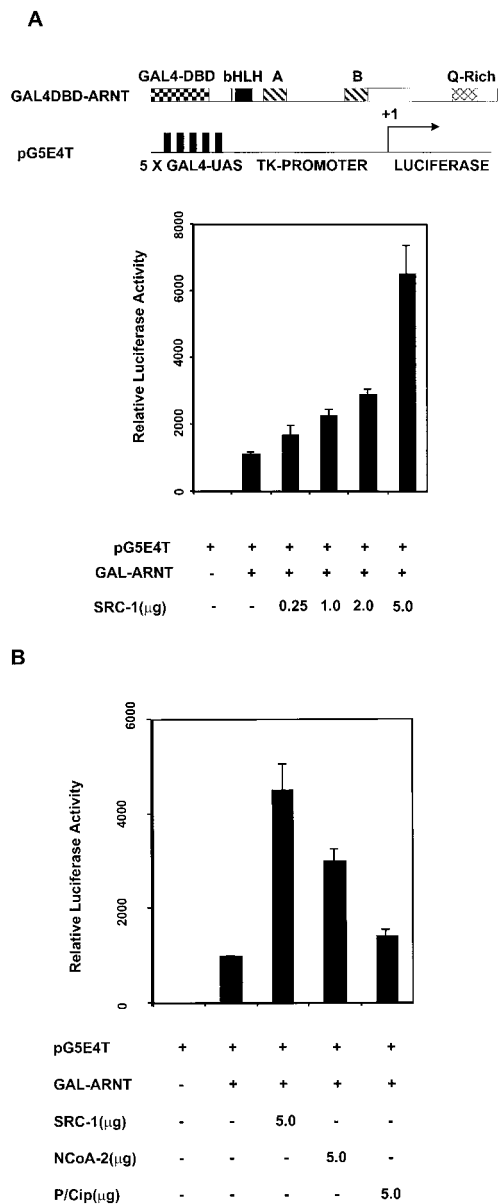 A
GAL4-DBD bHLH A B Q-Rich
GAL4DBD-ARNT
+1
pG5E4T
5 X GAL4-UAS TK-PROMOTER LUCIFERASE
Relative Luciferase Activity
8000
6000
4000
2000
0
pG5E4T + + + + + +
GAL-ARNT - + + + + +
SRC-1(μg) - - 0.25 1.0 2.0 5.0
B
Relative Luciferase Activity
6000
4000
2000
0
pG5E4T + + + + +
GAL-ARNT - + + + +
SRC-1(μg) - - 5.0 - -
NCoA-2(μg) - - - 5.0 -
P/Cip(μg) - - - - 5.0